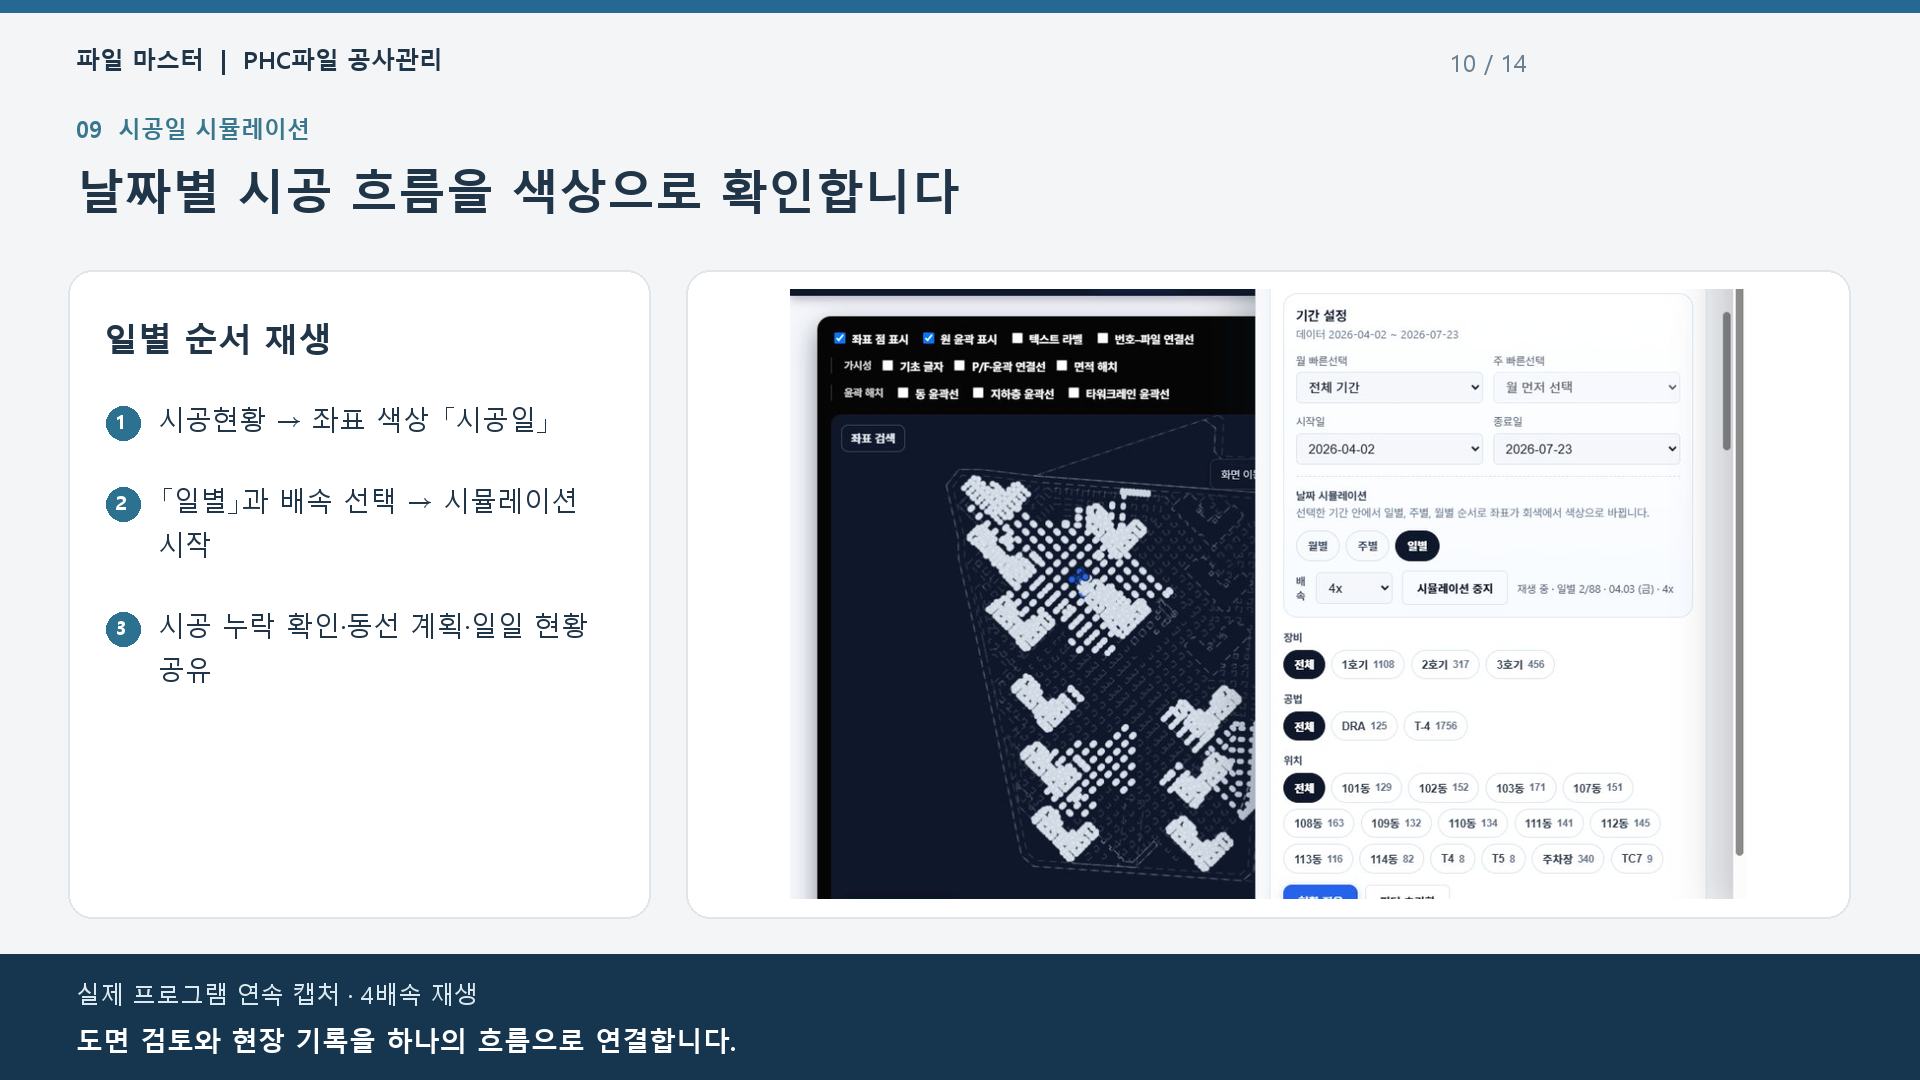 파일 마스터 | PHC파일 공사관리
10 / 14
09 시공일 시뮬레이션
날짜별 시공 흐름을 색상으로 확인합니다
일별 순서 재생
1 시공현황 → 좌표 색상 「시공일」
2 「일별」과 배속 선택 → 시뮬레이션
시작
3 시공 누락 확인·동선 계획·일일 현황
공유
좌표 점 표시 원 윤곽 표시 텍스트 라벨 번호–파일 연결선
가시성 기초 글자 P/F-윤곽 연결선 면적 해치
윤곽 해치 동 윤곽선 지하층 윤곽선 타워크레인 윤곽선
좌표 검색
화면 이
기간 설정
데이터 2026-04-02 ~ 2026-07-23
월 빠른선택 주 빠른선택
전체 기간 월 먼저 선택
시작일 종료일
2026-04-02 2026-07-23
날짜 시뮬레이션
선택한 기간 안에서 일별, 주별, 월별 순서로 좌표가 회색에서 색상으로 바뀝니다.
월별 주별 일별
배속 4x 시뮬레이션 중지 재생 중 · 일별 2/88 · 04.03 (금) · 4x
장비
전체 1호기 1108 2호기 317 3호기 456
공법
전체 DRA 125 T-4 1756
위치
전체 101동 129 102동 152 103동 171 107동 151
108동 163 109동 132 110동 134 111동 141 112동 145
113동 116 114동 82 T4 8 T5 8 주차장 340 TC7 9
실제 프로그램 연속 캡처 · 4배속 재생
도면 검토와 현장 기록을 하나의 흐름으로 연결합니다.